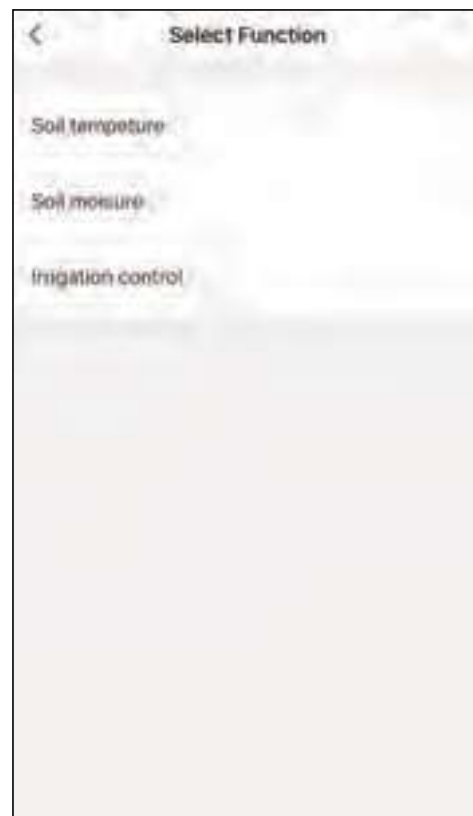 Select Function
Soil tempeture
Soil moisure
Irrigation control